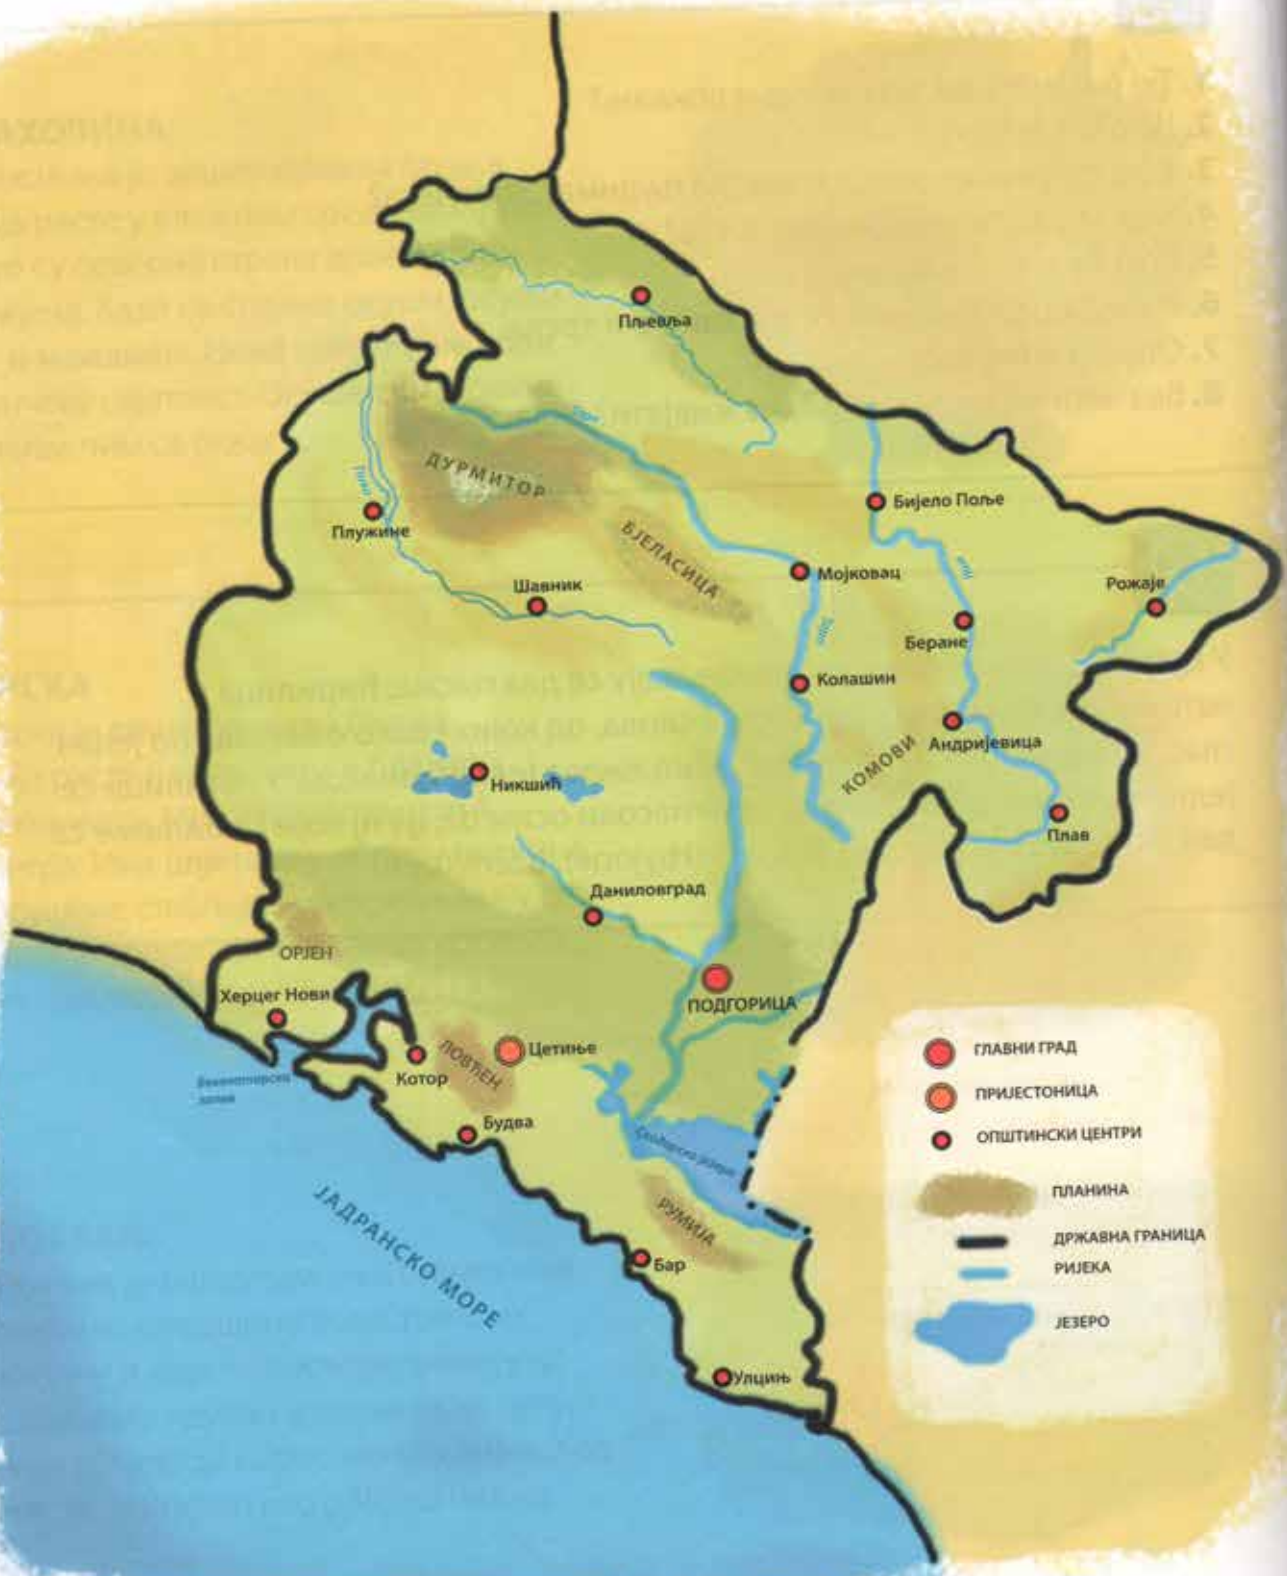 Пљевља
ДУРМИТОР
Бијело Поље
Плужине
БЈЕЛАСИЦА
Мојковац
Шавник
Рожаје
Беране
Колашин
Андријевица
КОМОВИ
Никшић
Плав
Даниловград
ОРЈЕН
Херцег Нови
ПОДГОРИЦА
Цетиње
ЛОВЋЕН
Котор
Будва
Скадарско језеро
РУМИЈА
ЈАДРАНСКО МОРЕ
Бар
Улцињ
ГЛАВНИ ГРАД
ПРИЈЕСТОНИЦА
ОПШТИНСКИ ЦЕНТРИ
ПЛАНИНА
ДРЖАВНА ГРАНИЦА
РИЈЕКА
ЈЕЗЕРО